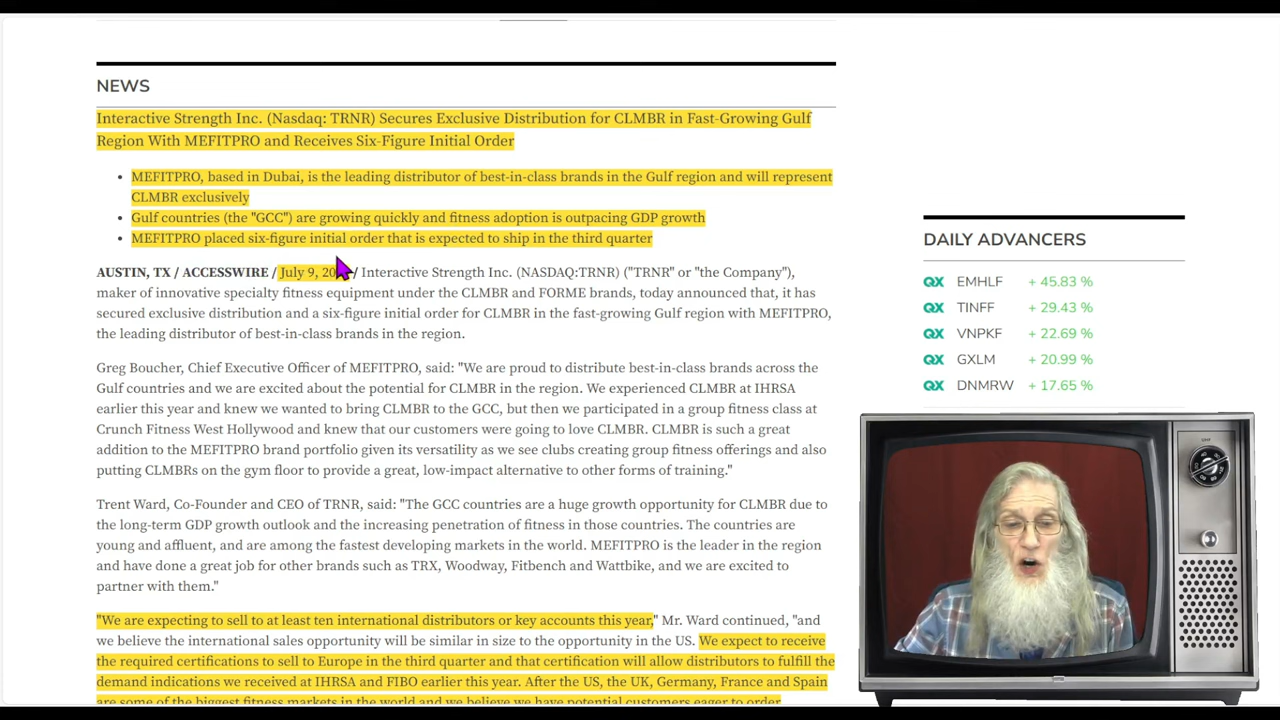 NEWS
Interactive Strength Inc. (Nasdaq: TRNR) Secures Exclusive Distribution for CLMBR in Fast-Growing Gulf
Region With MEFITPRO and Receives Six-Figure Initial Order
• MEFITPRO, based in Dubai, is the leading distributor of best-in-class brands in the Gulf region and will represent
CLMBR exclusively
• Gulf countries (the "GCC") are growing quickly and fitness adoption is outpacing GDP growth
• MEFITPRO placed six-figure initial order that is expected to ship in the third quarter
AUSTIN, TX / ACCESSWIRE / July 9, 20 / Interactive Strength Inc. (NASDAQ:TRNR) ("TRNR" or "the Company"),
maker of innovative specialty fitness equipment under the CLMBR and FORME brands, today announced that, it has
secured exclusive distribution and a six-figure initial order for CLMBR in the fast-growing Gulf region with MEFITPRO,
the leading distributor of best-in-class brands in the region.
Greg Boucher, Chief Executive Officer of MEFITPRO, said: "We are proud to distribute best-in-class brands across the
Gulf countries and we are excited about the potential for CLMBR in the region. We experienced CLMBR at IHRSA
earlier this year and knew we wanted to bring CLMBR to the GCC, but then we participated in a group fitness class at
Crunch Fitness West Hollywood and knew that our customers were going to love CLMBR. CLMBR is such a great
addition to the MEFITPRO brand portfolio given its versatility as we see clubs creating group fitness offerings and also
putting CLMBRs on the gym floor to provide a great, low-impact alternative to other forms of training."
Trent Ward, Co-Founder and CEO of TRNR, said: "The GCC countries are a huge growth opportunity for CLMBR due to
the long-term GDP growth outlook and the increasing penetration of fitness in those countries. The countries are
young and affluent, and are among the fastest developing markets in the world. MEFITPRO is the leader in the region
and have done a great job for other brands such as TRX, Woodway, Fitbench and Wattbike, and we are excited to
partner with them."
"We are expecting to sell to at least ten international distributors or key accounts this year," Mr. Ward continued, "and
we believe the international sales opportunity will be similar in size to the opportunity in the US. We expect to receive
the required certifications to sell to Europe in the third quarter and that certification will allow distributors to fulfill the
demand indications we received at IHRSA and FIBO earlier this year. After the US, the UK, Germany, France and Spain
are some of the biggest fitness markets in the world and we believe we have potential customers eager to order
DAILY ADVANCERS
QX EMHLF + 45.83 %
QX TINFF + 29.43 %
QX VNPKF + 22.69 %
QX GXLM + 20.99 %
QX DNMRW + 17.65 %